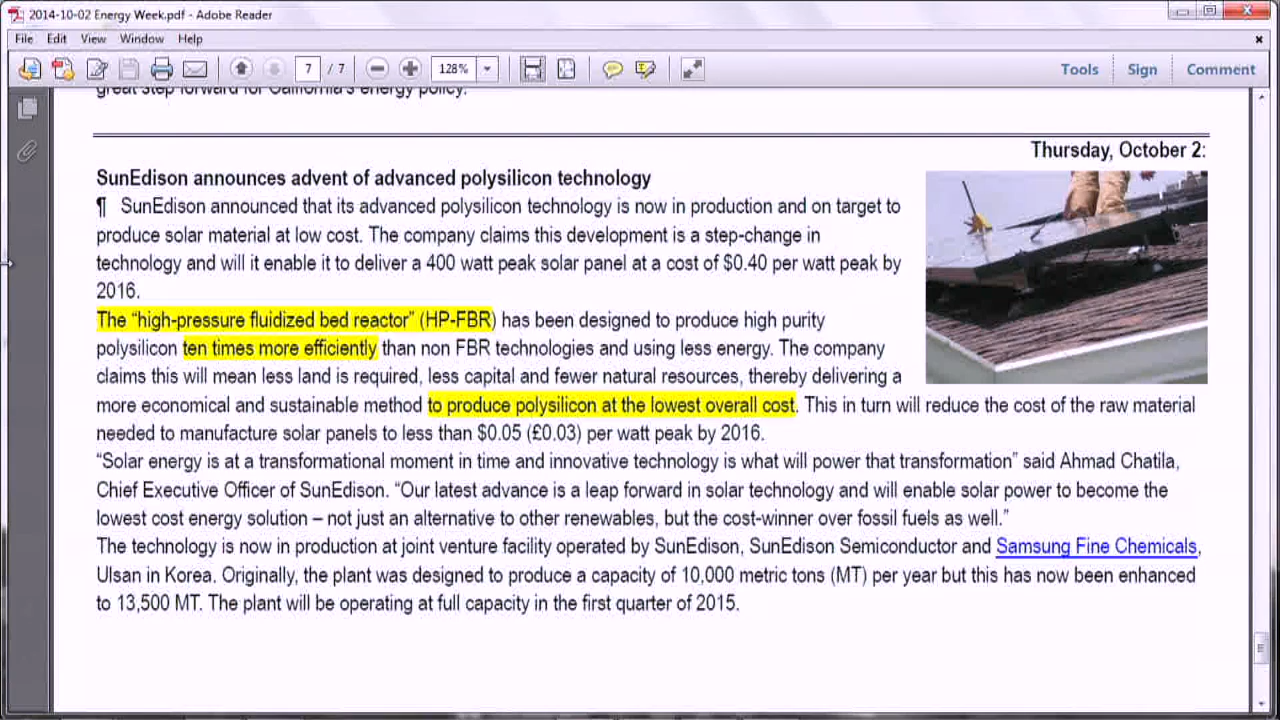 2014-10-02 Energy Week.pdf - Adobe Reader
File Edit View Window Help
7 / 7 128% Tools Sign Comment
great step forward for California's energy policy.
Thursday, October 2:
SunEdison announces advent of advanced polysilicon technology
¶ SunEdison announced that its advanced polysilicon technology is now in production and on target to
produce solar material at low cost. The company claims this development is a step-change in
technology and will it enable it to deliver a 400 watt peak solar panel at a cost of $0.40 per watt peak by
2016.
The “high-pressure fluidized bed reactor” (HP-FBR) has been designed to produce high purity
polysilicon ten times more efficiently than non FBR technologies and using less energy. The company
claims this will mean less land is required, less capital and fewer natural resources, thereby delivering a
more economical and sustainable method to produce polysilicon at the lowest overall cost. This in turn will reduce the cost of the raw material
needed to manufacture solar panels to less than $0.05 (£0.03) per watt peak by 2016.
“Solar energy is at a transformational moment in time and innovative technology is what will power that transformation” said Ahmad Chatila,
Chief Executive Officer of SunEdison. “Our latest advance is a leap forward in solar technology and will enable solar power to become the
lowest cost energy solution – not just an alternative to other renewables, but the cost-winner over fossil fuels as well.”
The technology is now in production at joint venture facility operated by SunEdison, SunEdison Semiconductor and Samsung Fine Chemicals,
Ulsan in Korea. Originally, the plant was designed to produce a capacity of 10,000 metric tons (MT) per year but this has now been enhanced
to 13,500 MT. The plant will be operating at full capacity in the first quarter of 2015.